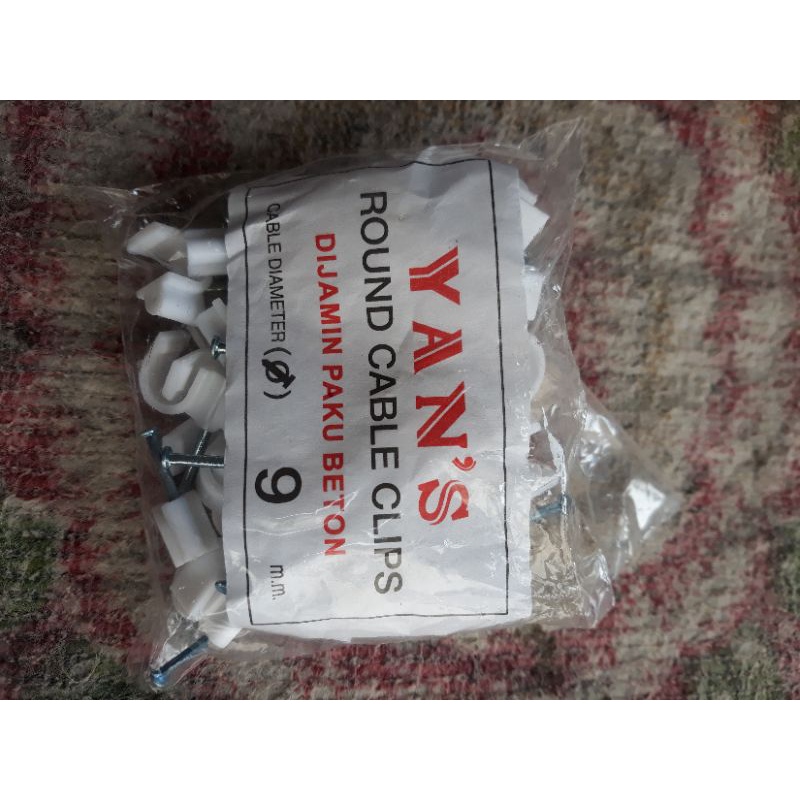 YAN'S
ROUND CABLE CLIPS
DIJAMIN PAKU BETON
CABLE DIAMETER (Ø) 9 m.m.